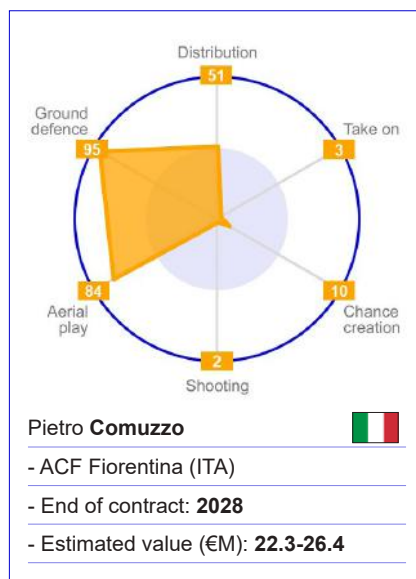 Distribution
51
Ground
defence
95
Take on
3
84
Aerial
play
10
Chance
creation
2
Shooting
Pietro Comuzzo
- ACF Fiorentina (ITA)
- End of contract: 2028
- Estimated value (€M): 22.3-26.4